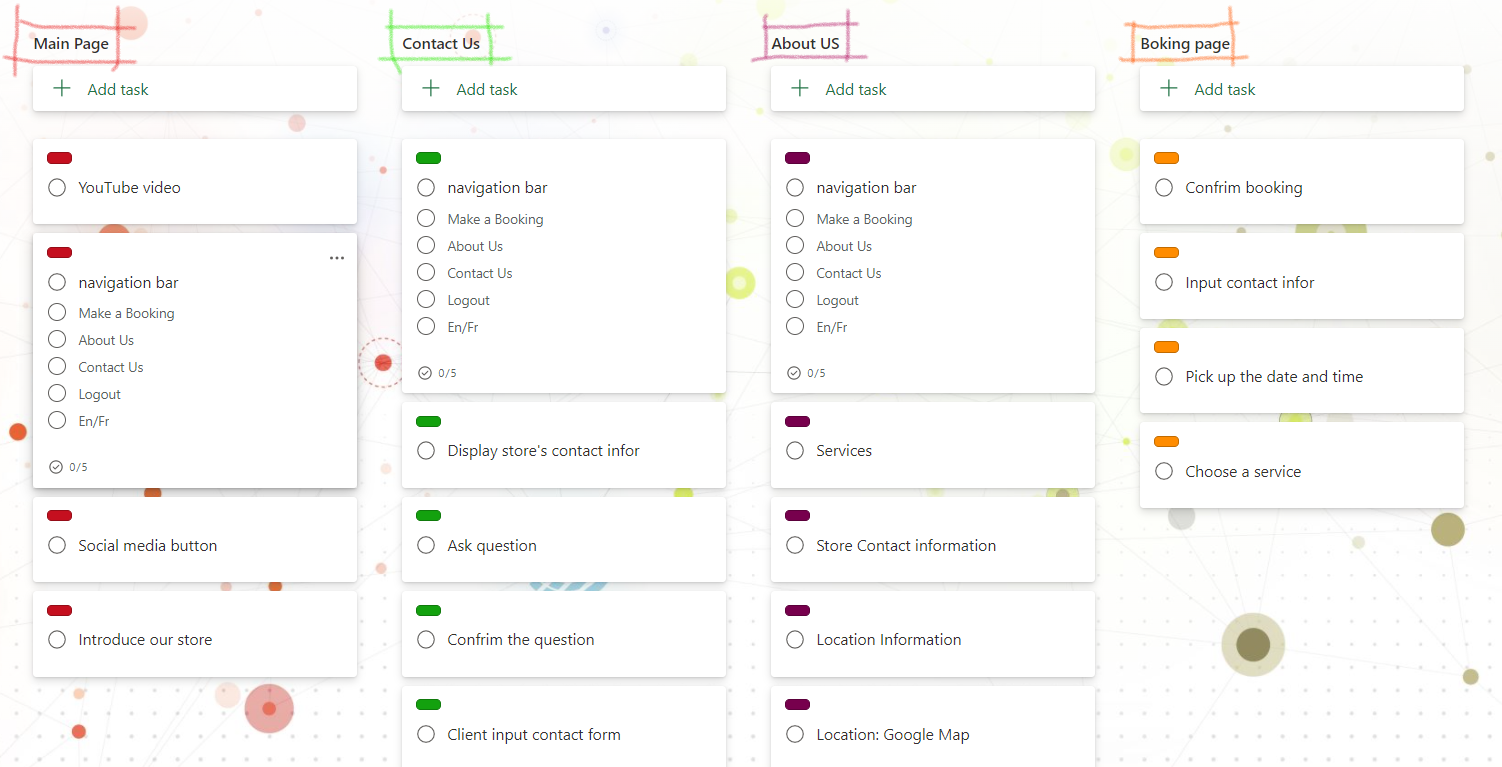 Main Page
Add task
YouTube video
navigation bar
Make a Booking
About Us
Contact Us
Logout
En/Fr
0/5
Social media button
Introduce our store
Contact Us
Add task
navigation bar
Make a Booking
About Us
Contact Us
Logout
En/Fr
0/5
Display store's contact infor
Ask question
Confrim the question
Client input contact form
About US
Add task
navigation bar
Make a Booking
About Us
Contact Us
Logout
En/Fr
0/5
Services
Store Contact information
Location Information
Location: Google Map
Boking page
Add task
Confrim booking
Input contact infor
Pick up the date and time
Choose a service